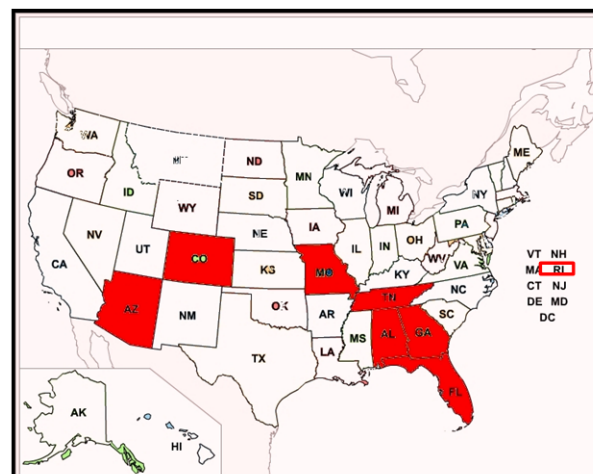 ME
WA
MT
ND
MN
OR
ID
SD
WI
NY
WY
MI
IA
PA
NE
NV
OH
IL
IN
UT
CO
WV
VA
CA
KS
MO
KY
NC
TN
OK
AZ
NM
AR
SC
MS
AL
GA
TX
LA
FL
AK
HI
VT NH
MA RI
CT NJ
DE MD
DC